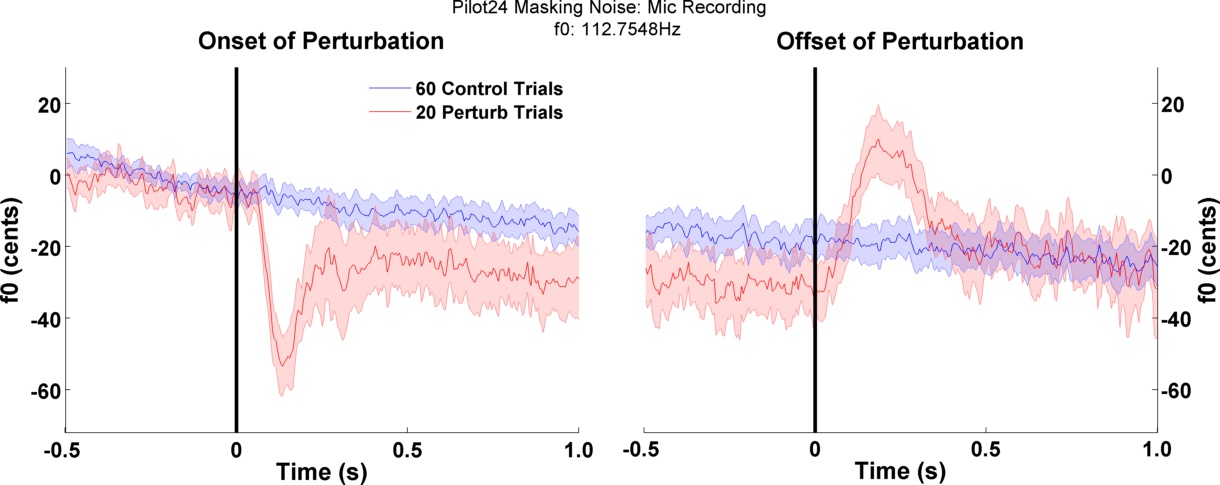 Pilot24 Masking Noise: Mic Recording
f0: 112.7548Hz
Onset of Perturbation
Offset of Perturbation
60 Control Trials
20 Perturb Trials
f0 (cents)
20
0
-20
-40
-60
-0.5
0
0.5
1.0
Time (s)
20
0
-20
-40
-60
f0 (cents)
-0.5
0
0.5
1.0
Time (s)